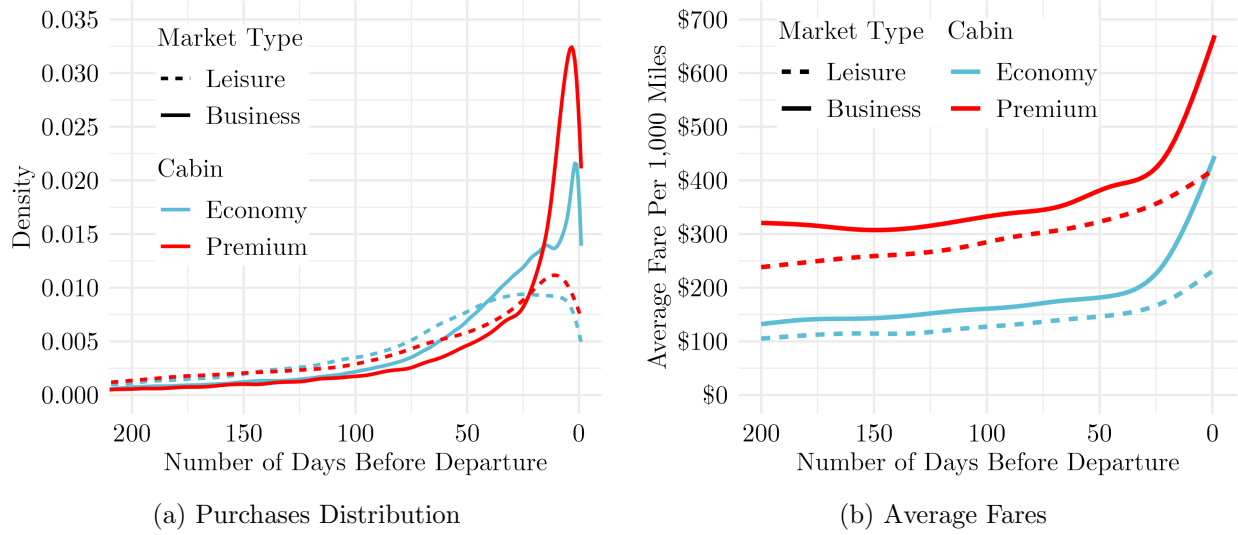 0.035
0.030
0.025
0.020
0.015
0.010
0.005
0.000
Density
Market Type
Leisure
Business
Cabin
Economy
Premium
200 150 100 50 0
Number of Days Before Departure
(a) Purchases Distribution
$700
$600
$500
$400
$300
$200
$100
$0
Average Fare Per 1,000 Miles
Market Type Cabin
Leisure Economy
Business Premium
200 150 100 50 0
Number of Days Before Departure
(b) Average Fares